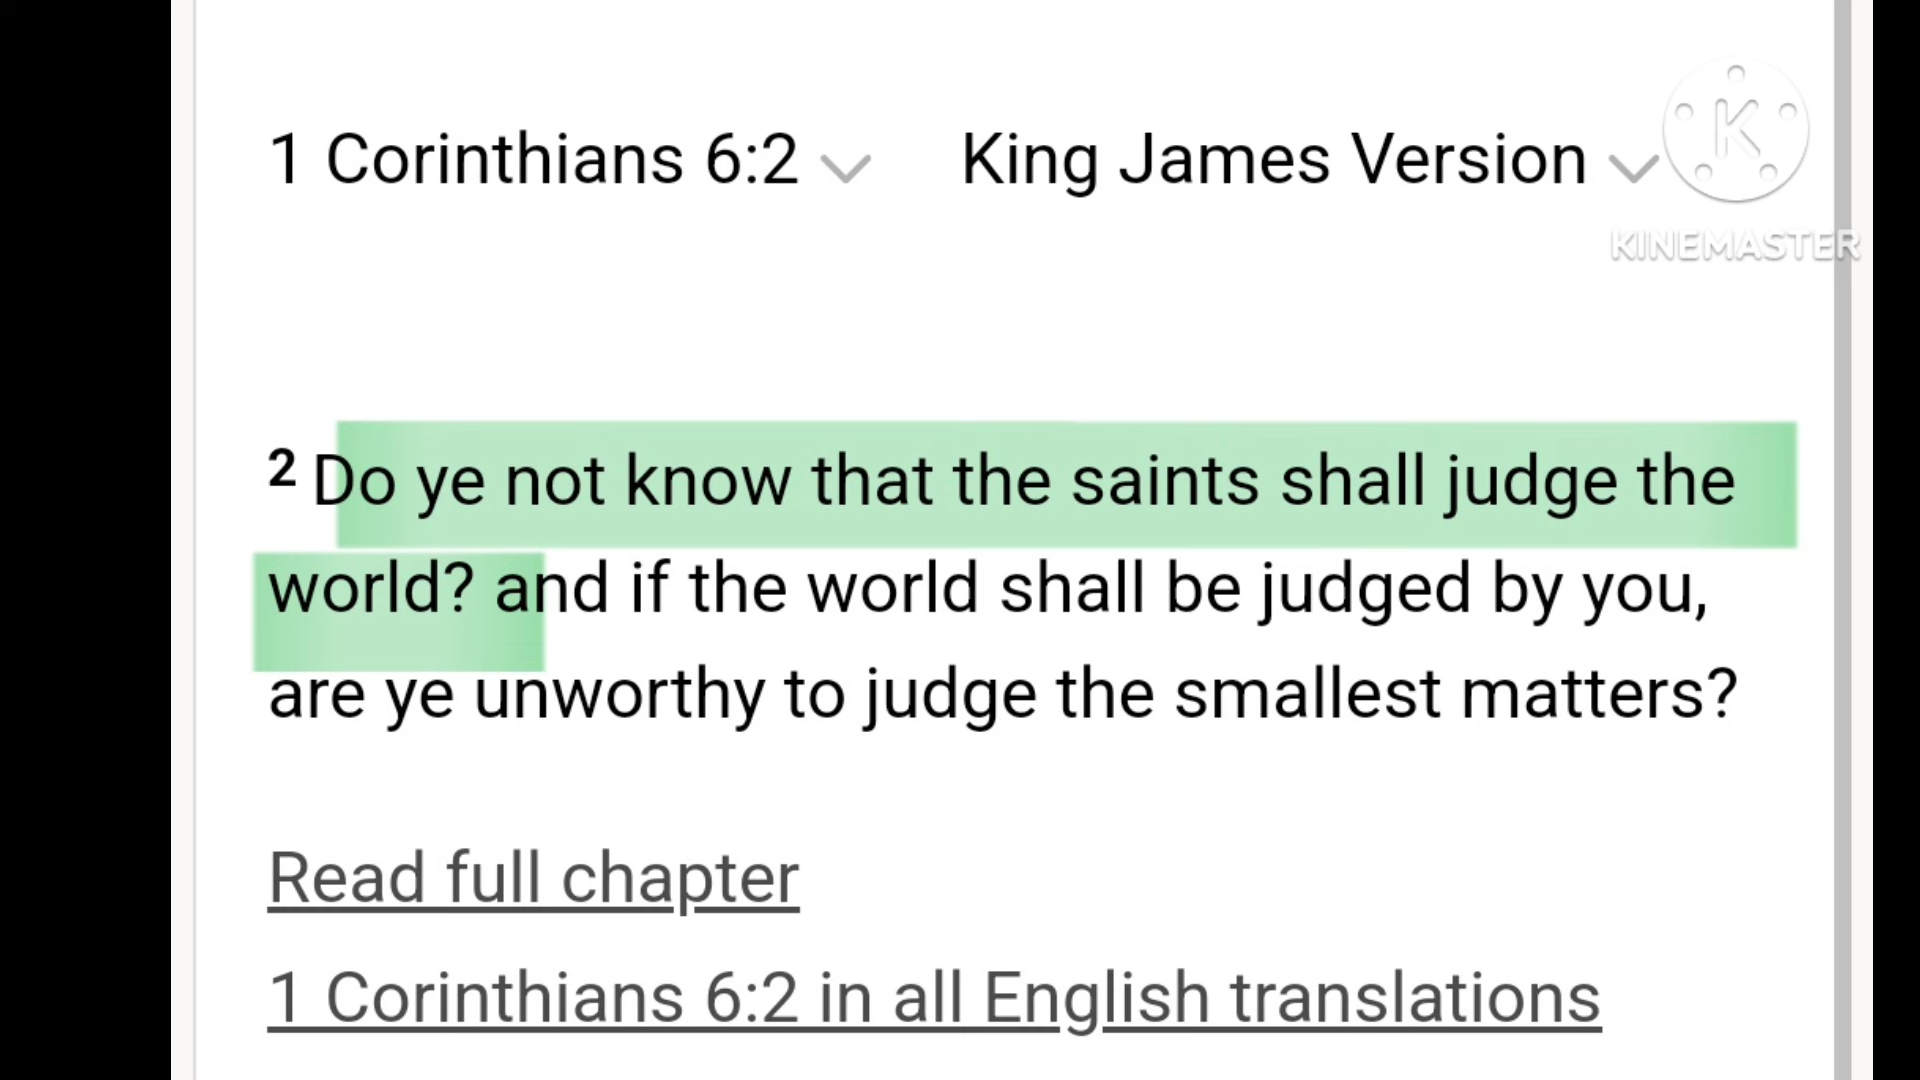 1 Corinthians 6:2 King James Version
K
KINEMASTER
2 Do ye not know that the saints shall judge the
world? and if the world shall be judged by you,
are ye unworthy to judge the smallest matters?
Read full chapter
1 Corinthians 6:2 in all English translations